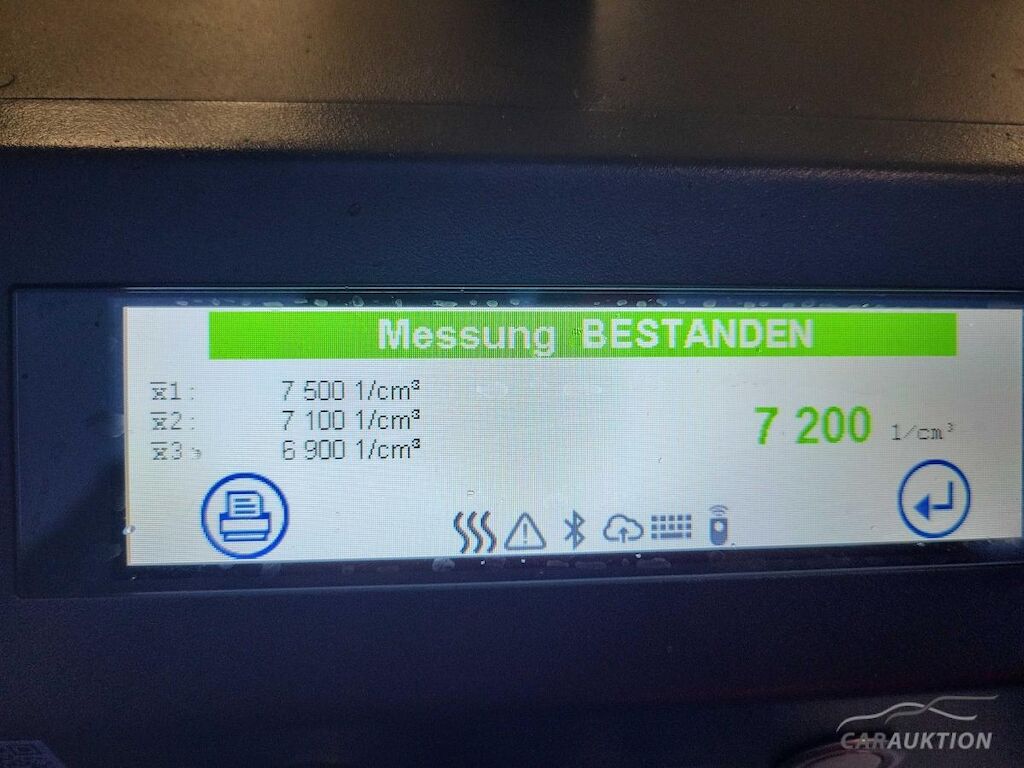 Messung BESTANDEN
x̅1: 7 500 1/cm³
x̅2: 7 100 1/cm³
x̅3: 6 900 1/cm³
7 200 1/cm³
CARAUKTION